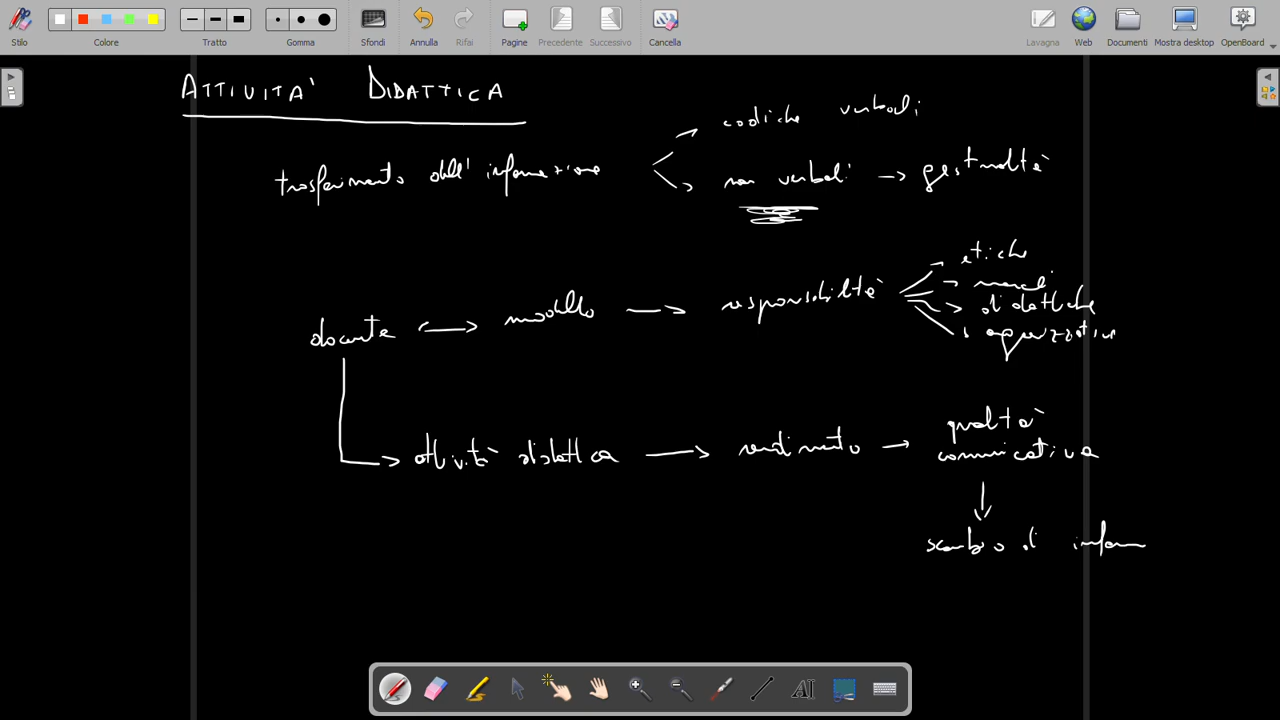 Stilo Colore Tratto Gomma Sfondi Annulla Rifai Pagine Precedente Successivo Cancella Lavagna Web Documenti Mostra desktop OpenBoard
ATTIVITA' DIDATTICA
codiche verbali
trasferimento dell'informazione
non verbali → gestualità
etiche
docente → modello → responsabilità
morali
didattiche
organizzative
attività didattica → rendimento → qualità
comunicativa
scambio di inform